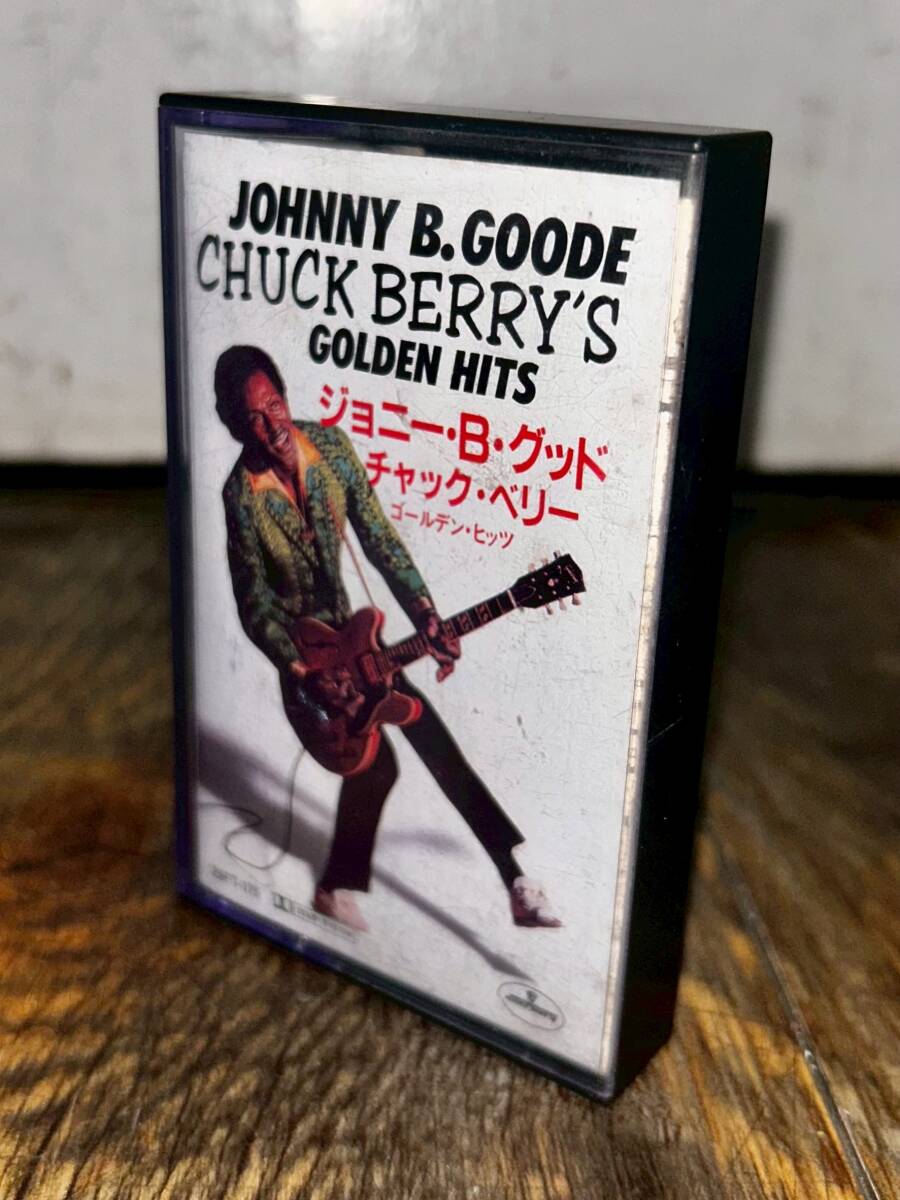 JOHNNY B.GOODE
CHUCK BERRY'S
GOLDEN HITS
ジョニー・B・グッド
チャック・ベリー
ゴールデン・ヒッツ